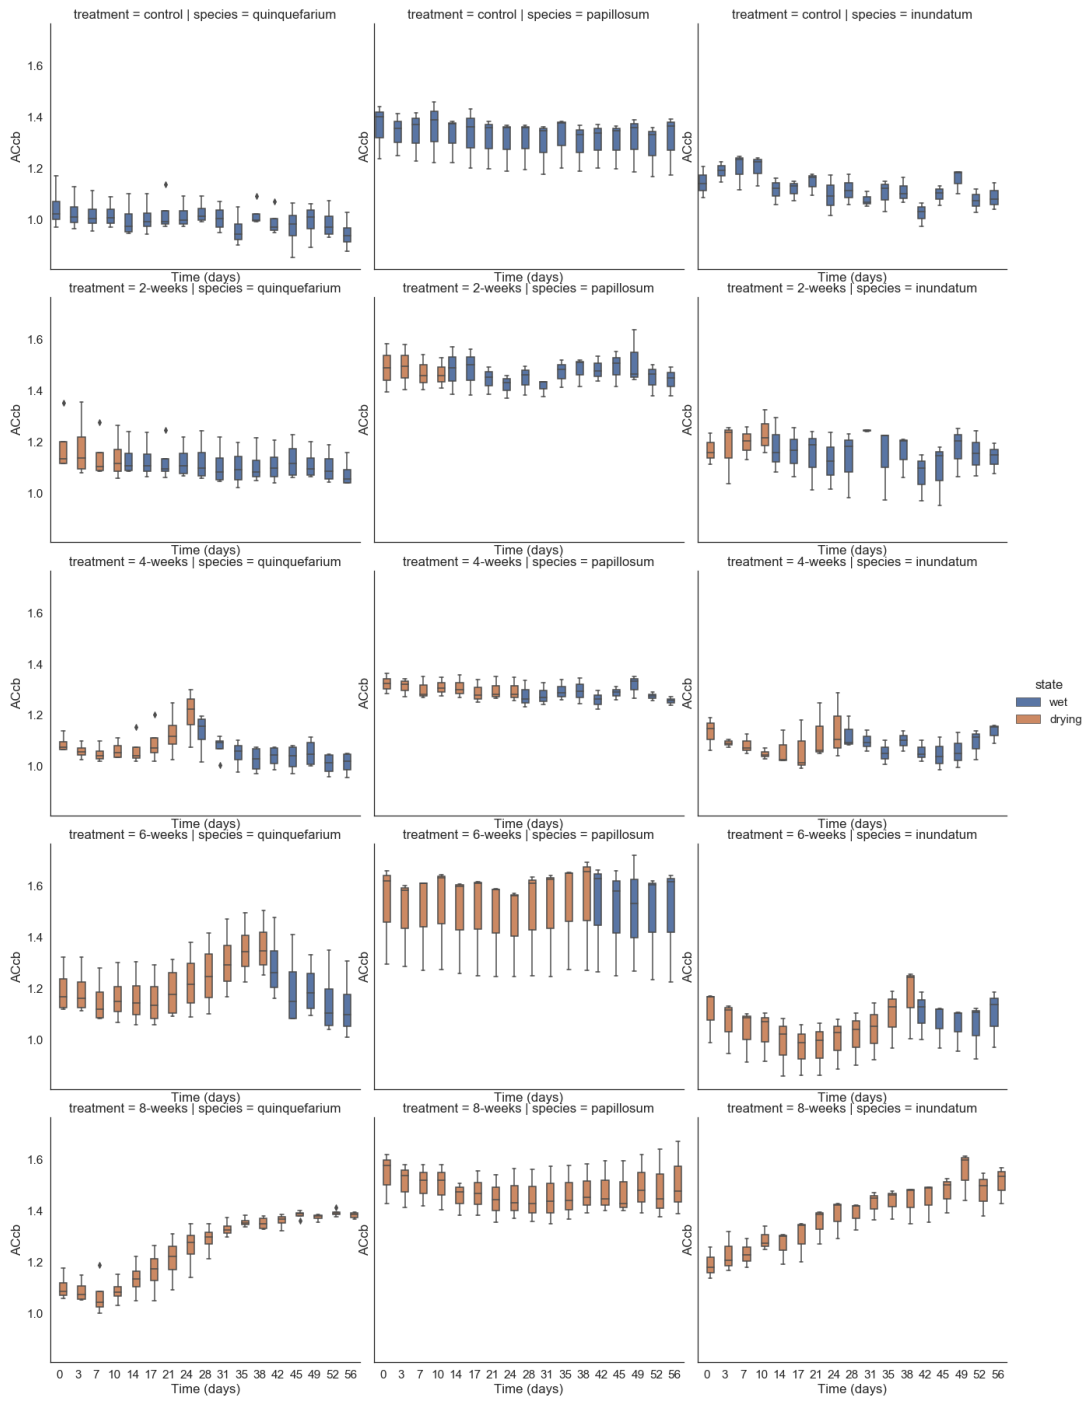 treatment = control | species = quinquefarium
treatment = control | species = papillosum
treatment = control | species = inundatum
1.6
1.4
1.2
1.0
ACcb
ACcb
ACcb
Time (days)
Time (days)
Time (days)
treatment = 2-weeks | species = quinquefarium
treatment = 2-weeks | species = papillosum
treatment = 2-weeks | species = inundatum
1.6
1.4
1.2
1.0
ACcb
ACcb
ACcb
Time (days)
Time (days)
Time (days)
treatment = 4-weeks | species = quinquefarium
treatment = 4-weeks | species = papillosum
treatment = 4-weeks | species = inundatum
1.6
1.4
1.2
1.0
ACcb
ACcb
ACcb
state
wet
drying
Time (days)
Time (days)
Time (days)
treatment = 6-weeks | species = quinquefarium
treatment = 6-weeks | species = papillosum
treatment = 6-weeks | species = inundatum
1.6
1.4
1.2
1.0
ACcb
ACcb
ACcb
Time (days)
Time (days)
Time (days)
treatment = 8-weeks | species = quinquefarium
treatment = 8-weeks | species = papillosum
treatment = 8-weeks | species = inundatum
1.6
1.4
1.2
1.0
ACcb
ACcb
ACcb
0 3 7 10 14 17 21 24 28 31 35 38 42 45 49 52 56
0 3 7 10 14 17 21 24 28 31 35 38 42 45 49 52 56
0 3 7 10 14 17 21 24 28 31 35 38 42 45 49 52 56
Time (days)
Time (days)
Time (days)